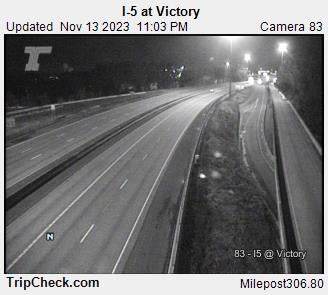 I-5 at Victory
Updated Nov 13 2023 11:03 PM Camera 83
T
N
83 - I5 @ Victory
TripCheck.com Milepost306.80